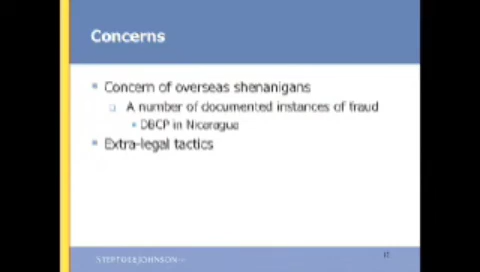 Concerns
Concern of overseas shenanigans
A number of documented instances of fraud
DBCP in Nicaragua
Extra-legal tactics
STEPTOE & JOHNSON